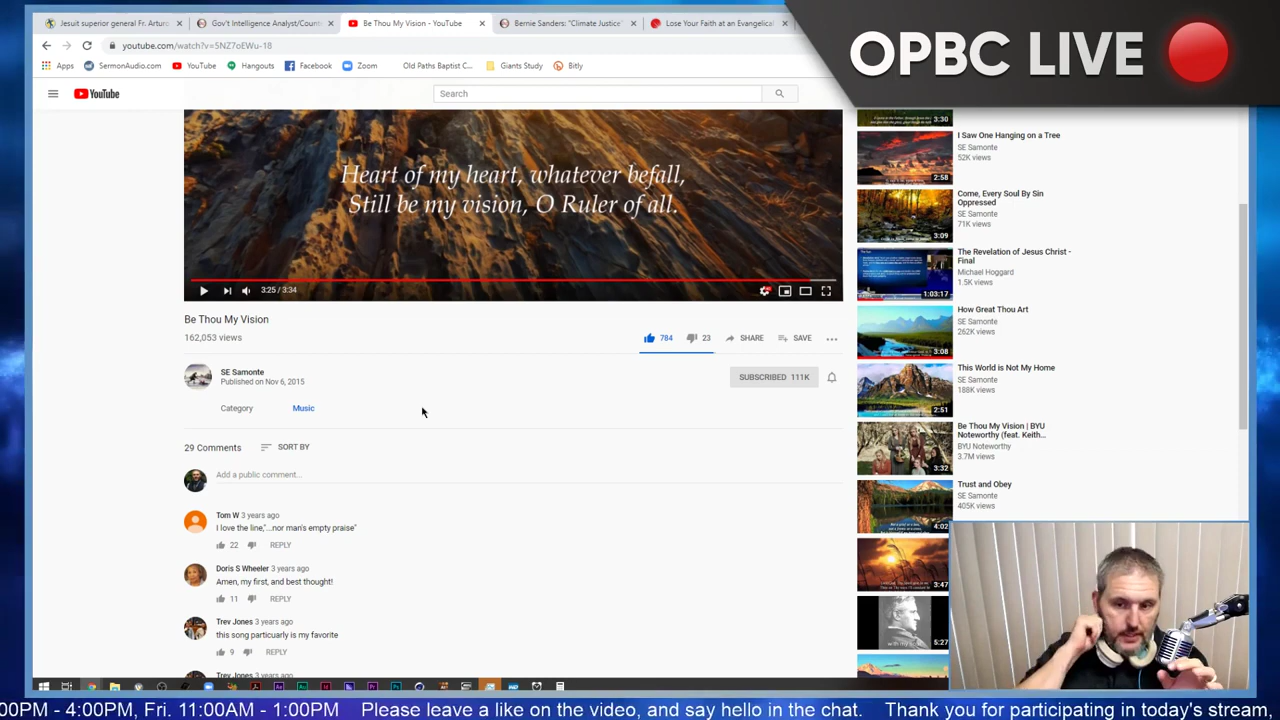 Jesuit superior general Fr. Arturo
Gov't Intelligence Analyst/Count
Be Thou My Vision - YouTube
Bernie Sanders: "Climate Justice"
Lose Your Faith at an Evangelical
OPBC LIVE
youtube.com/watch?v=5NZ7oEWu-18
Apps
SermonAudio.com
YouTube
Hangouts
Facebook
Zoom
Old Paths Baptist C...
Giants Study
Bitly
YouTube
Search
Heart of my heart, whatever befall,
Still be my vision, O Ruler of all.
3:25 / 3:34
Be Thou My Vision
162,053 views
784
23
SHARE
SAVE
SE Samonte
Published on Nov 6, 2015
SUBSCRIBED 111K
Category
Music
29 Comments
SORT BY
Add a public comment...
Tom W 3 years ago
I love the line,"...nor man's empty praise"
22
REPLY
Doris S Wheeler 3 years ago
Amen, my first, and best thought!
11
REPLY
Trev Jones 3 years ago
this song particuarly is my favorite
9
REPLY
Trev Jones 3 years ago
3:30
I Saw One Hanging on a Tree
SE Samonte
52K views
2:58
Come, Every Soul By Sin
Oppressed
SE Samonte
71K views
3:09
The Revelation of Jesus Christ -
Final
Michael Hoggard
1.5K views
1:03:17
How Great Thou Art
SE Samonte
262K views
3:08
This World is Not My Home
SE Samonte
188K views
2:51
Be Thou My Vision | BYU
Noteworthy (feat. Keith...
BYU Noteworthy
3.7M views
3:32
Trust and Obey
SE Samonte
405K views
4:02
3:47
5:27
00PM - 4:00PM, Fri. 11:00AM - 1:00PM Please leave a like on the video, and say hello in the chat. Thank you for participating in today's stream.